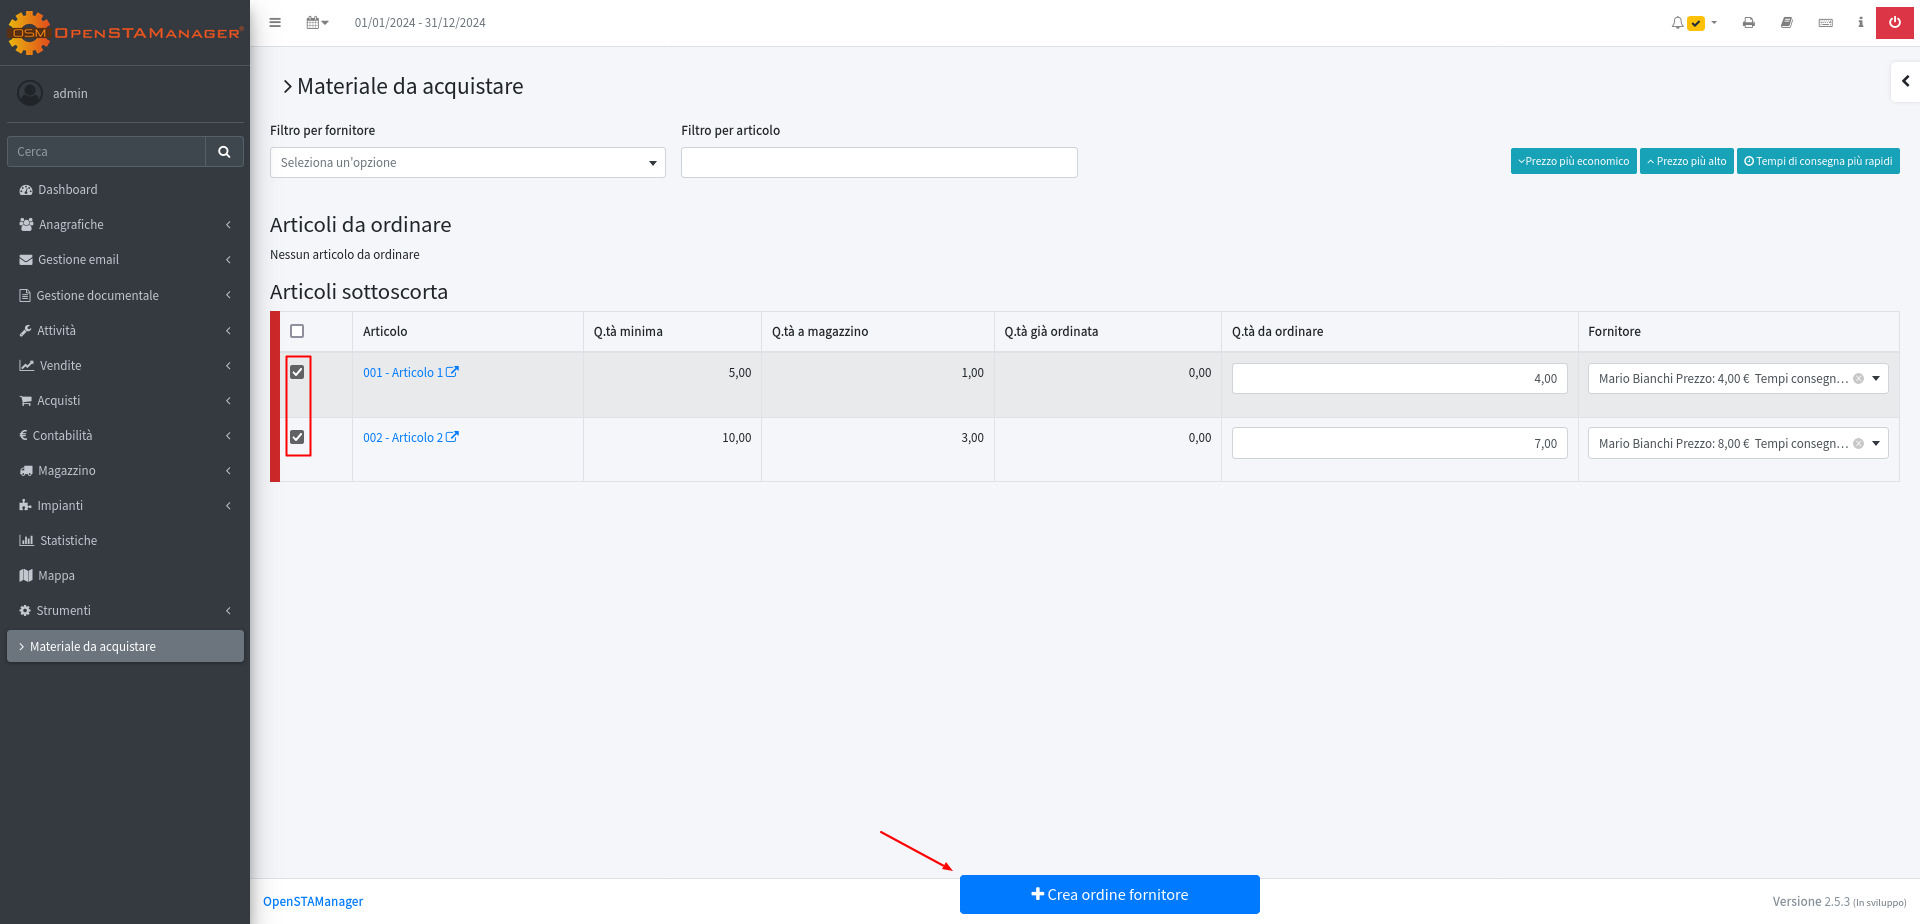 OSM OpenSTAManager®
01/01/2024 - 31/12/2024
admin
Cerca
Dashboard
Anagrafiche
Gestione email
Gestione documentale
Attività
Vendite
Acquisti
Contabilità
Magazzino
Impianti
Statistiche
Mappa
Strumenti
Materiale da acquistare
Materiale da acquistare
Filtro per fornitore Filtro per articolo
Seleziona un'opzione Prezzo più economico Prezzo più alto Tempi di consegna più rapidi
Articoli da ordinare
Nessun articolo da ordinare
Articoli sottoscorta
Articolo Q.tà minima Q.tà a magazzino Q.tà già ordinata Q.tà da ordinare Fornitore
001 - Articolo 1 5,00 1,00 0,00 4,00 Mario Bianchi Prezzo: 4,00 € Tempi consegn...
002 - Articolo 2 10,00 3,00 0,00 7,00 Mario Bianchi Prezzo: 8,00 € Tempi consegn...
Crea ordine fornitore
OpenSTAManager Versione 2.5.3 (In sviluppo)